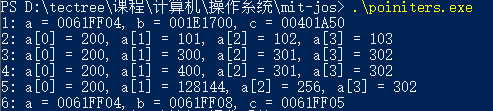 PS D:\tectree\课程\计算机\操作系统\mit-jos> .\poiniters.exe
1: a = 0061FF04, b = 001E1700, c = 00401A50
2: a[0] = 200, a[1] = 101, a[2] = 102, a[3] = 103
3: a[0] = 200, a[1] = 300, a[2] = 301, a[3] = 302
4: a[0] = 200, a[1] = 400, a[2] = 301, a[3] = 302
5: a[0] = 200, a[1] = 128144, a[2] = 256, a[3] = 302
6: a = 0061FF04, b = 0061FF08, c = 0061FF05